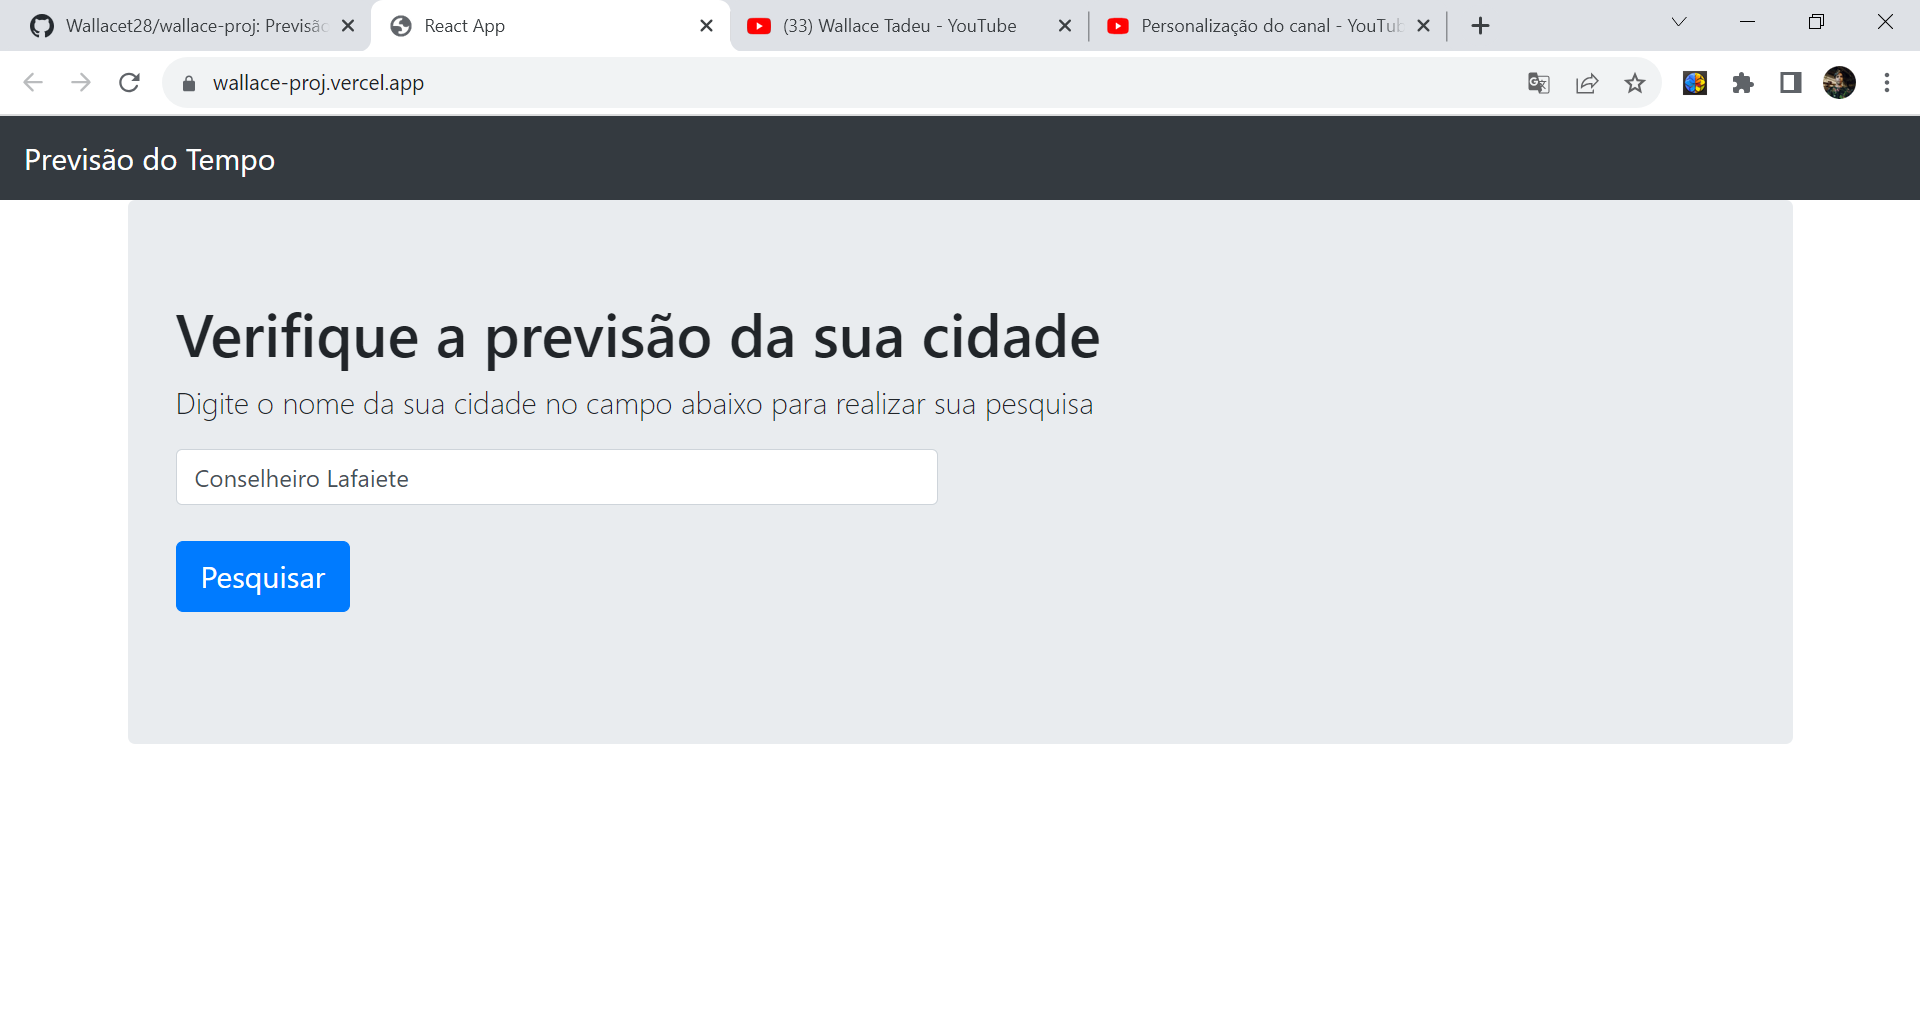 Wallacet28/wallace-proj: Previsão
React App
(33) Wallace Tadeu - YouTube
Personalização do canal - YouTub
wallace-proj.vercel.app
Previsão do Tempo
Verifique a previsão da sua cidade
Digite o nome da sua cidade no campo abaixo para realizar sua pesquisa
Conselheiro Lafaiete
Pesquisar